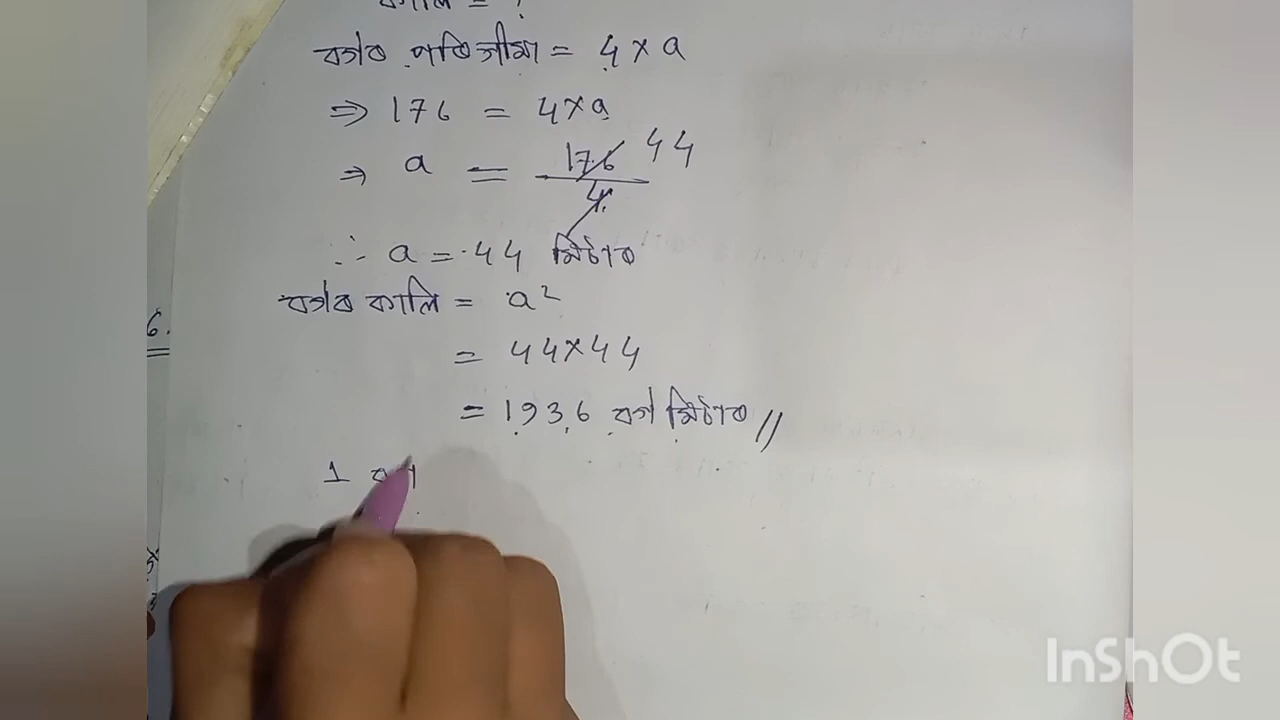 কালি = ?
বৰ্গৰ পৰিসীমা = 4 × a
⇒ 176 = 4×a
⇒ a = 176/4 44
∴ a = 44 মিটাৰ
বৰ্গৰ কালি = a²
= 44×44
= 1936 বৰ্গ মিটাৰ //
1
6.
InShOt